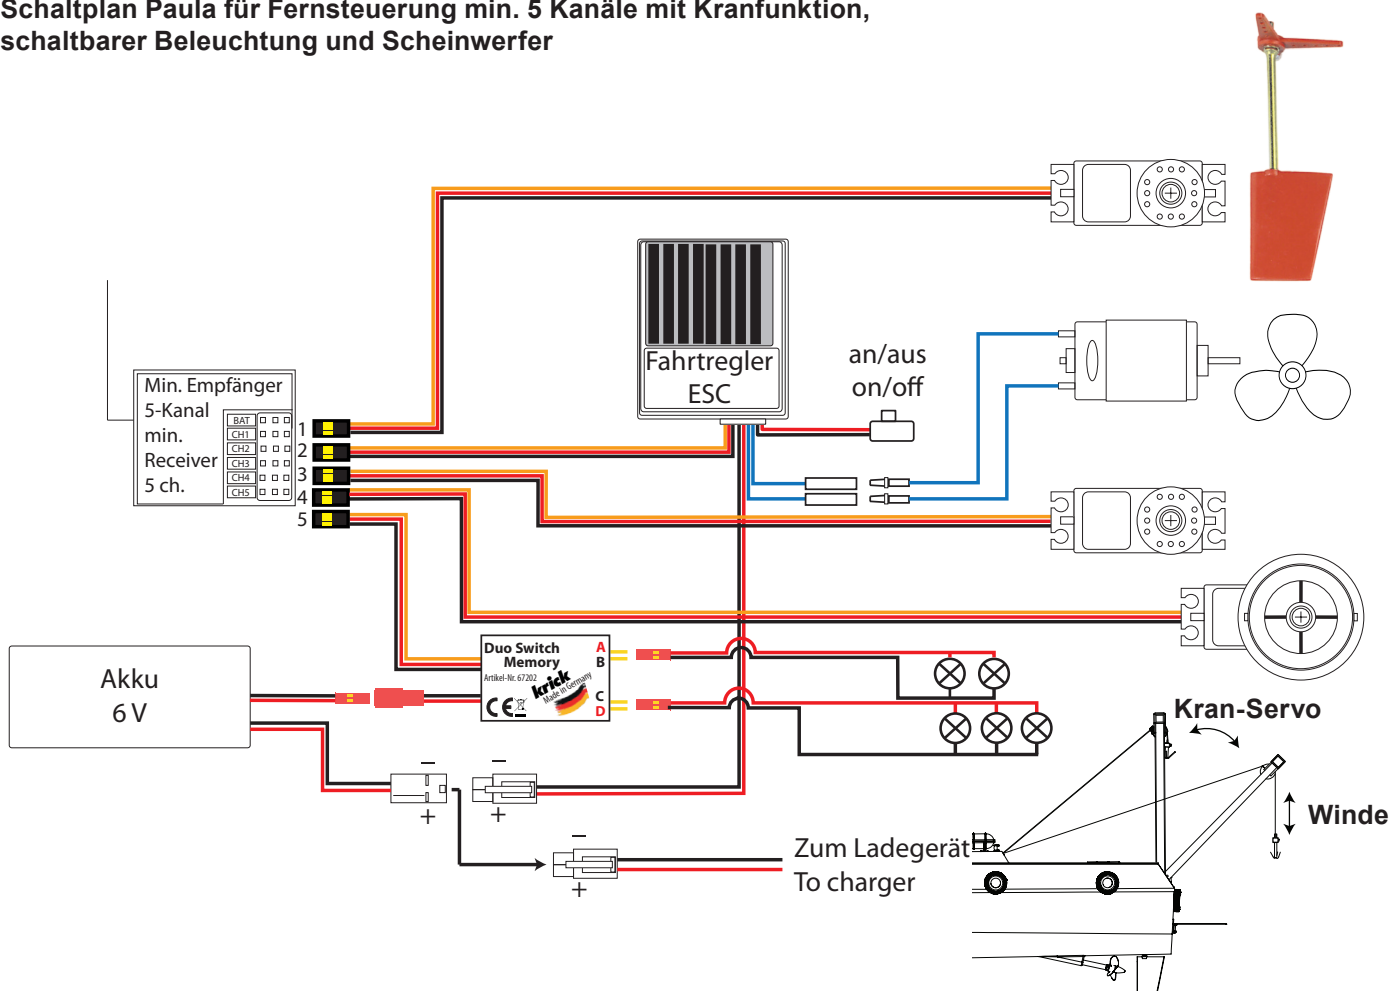 Schaltplan Paula für Fernsteuerung min. 5 Kanäle mit Kranfunktion,
schaltbarer Beleuchtung und Scheinwerfer
Fahrtregler
ESC
an/aus
on/off
Min. Empfänger
5-Kanal
min.
Receiver
5 ch.
BAT
CH1
CH2
CH3
CH4
CH5
1
2
3
4
5
Akku
6 V
Duo Switch
Memory
Artikel-Nr. 67202
krick
Made in Germany
CE
A
B
C
D
–
+
–
+
–
+
Zum Ladegerät
To charger
Kran-Servo
Winde